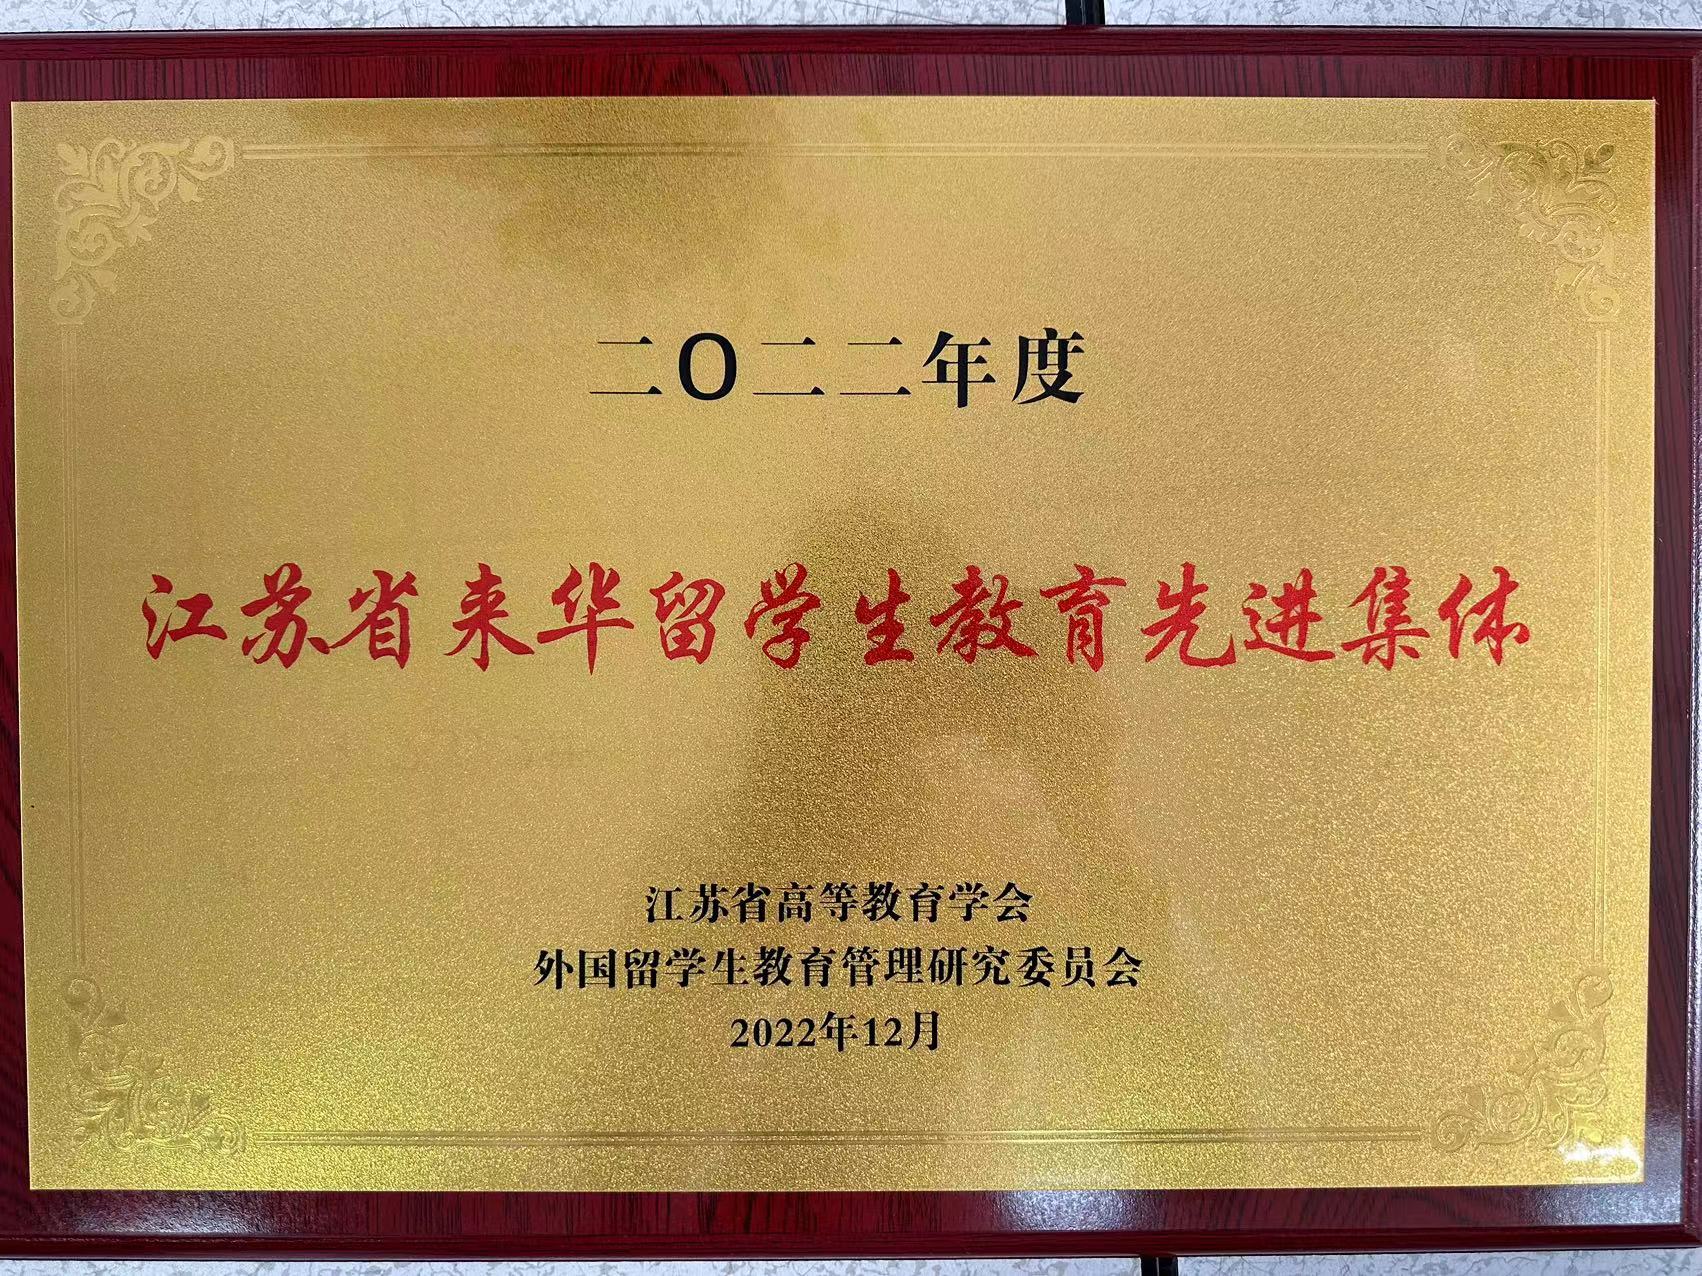 二O二二年度
江苏省来华留学生教育先进集体
江苏省高等教育学会
外国留学生教育管理研究委员会
2022年12月